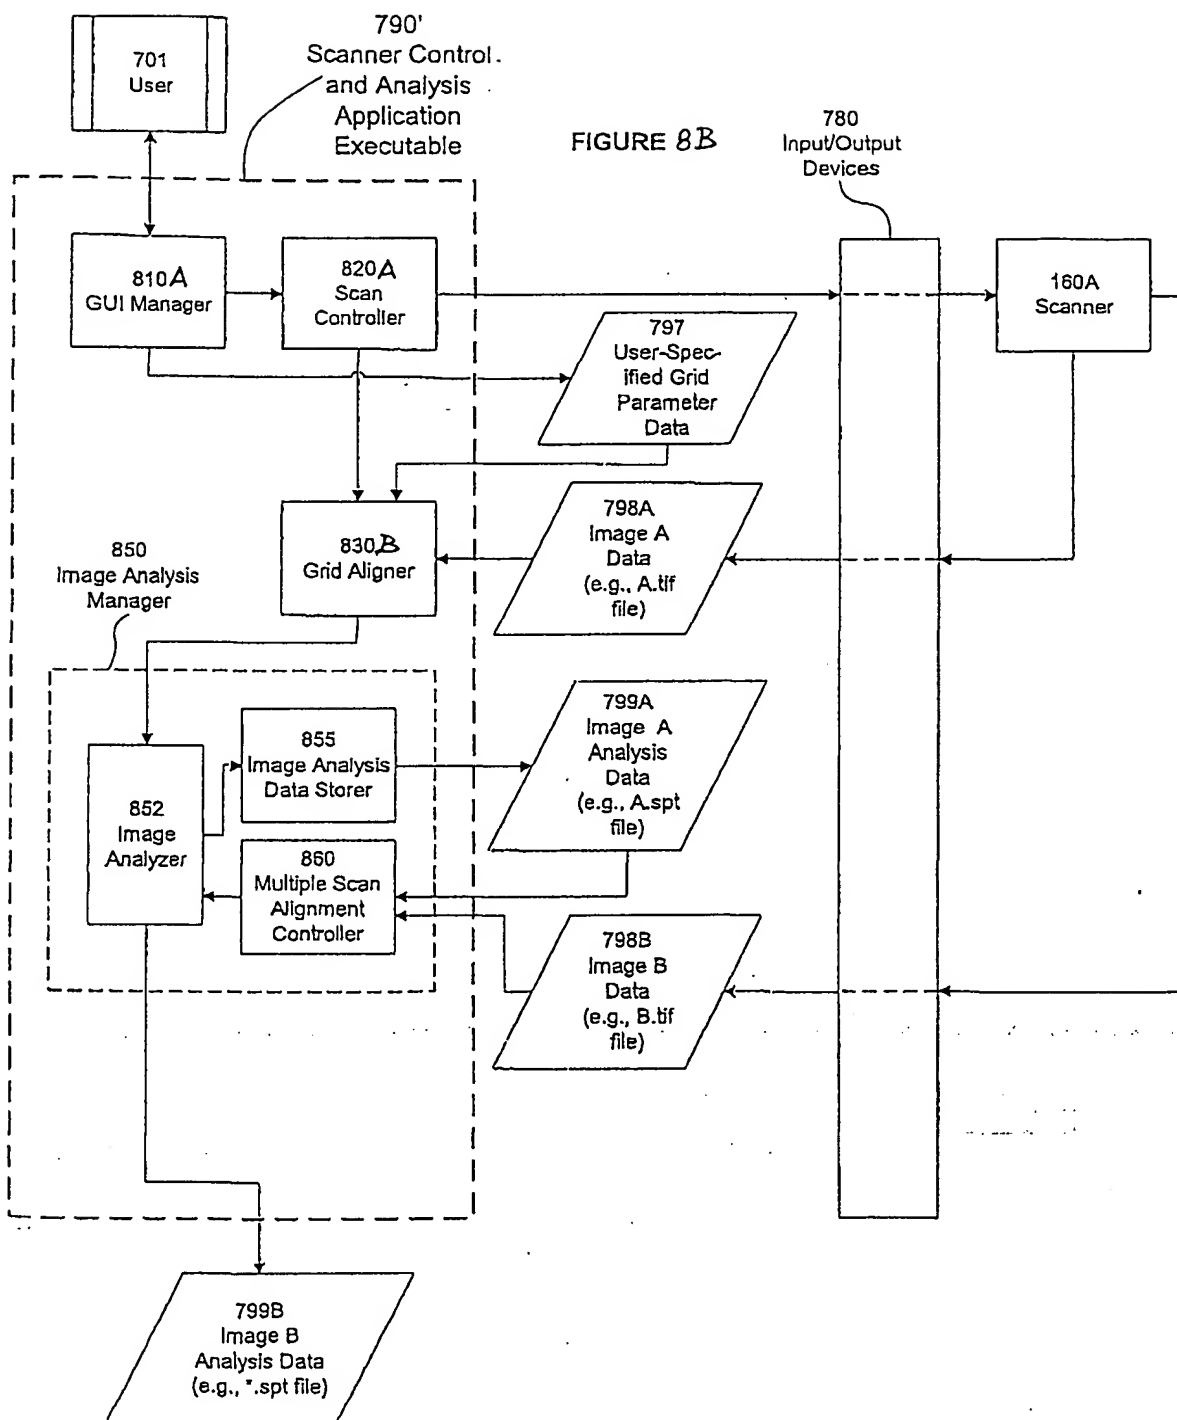 790'
Scanner Control
and Analysis
Application
Executable
701
User
FIGURE 8B
780
Input/Output
Devices
810A
GUI Manager
820A
Scan
Controller
160A
Scanner
797
User-Spec-
ified Grid
Parameter
Data
830B
Grid Aligner
798A
Image A
Data
(e.g., A.tif
file)
850
Image Analysis
Manager
855
Image Analysis
Data Storer
799A
Image A
Analysis
Data
(e.g., A.spt
file)
852
Image
Analyzer
860
Multiple Scan
Alignment
Controller
798B
Image B
Data
(e.g., B.tif
file)
799B
Image B
Analysis Data
(e.g., *.spt file)